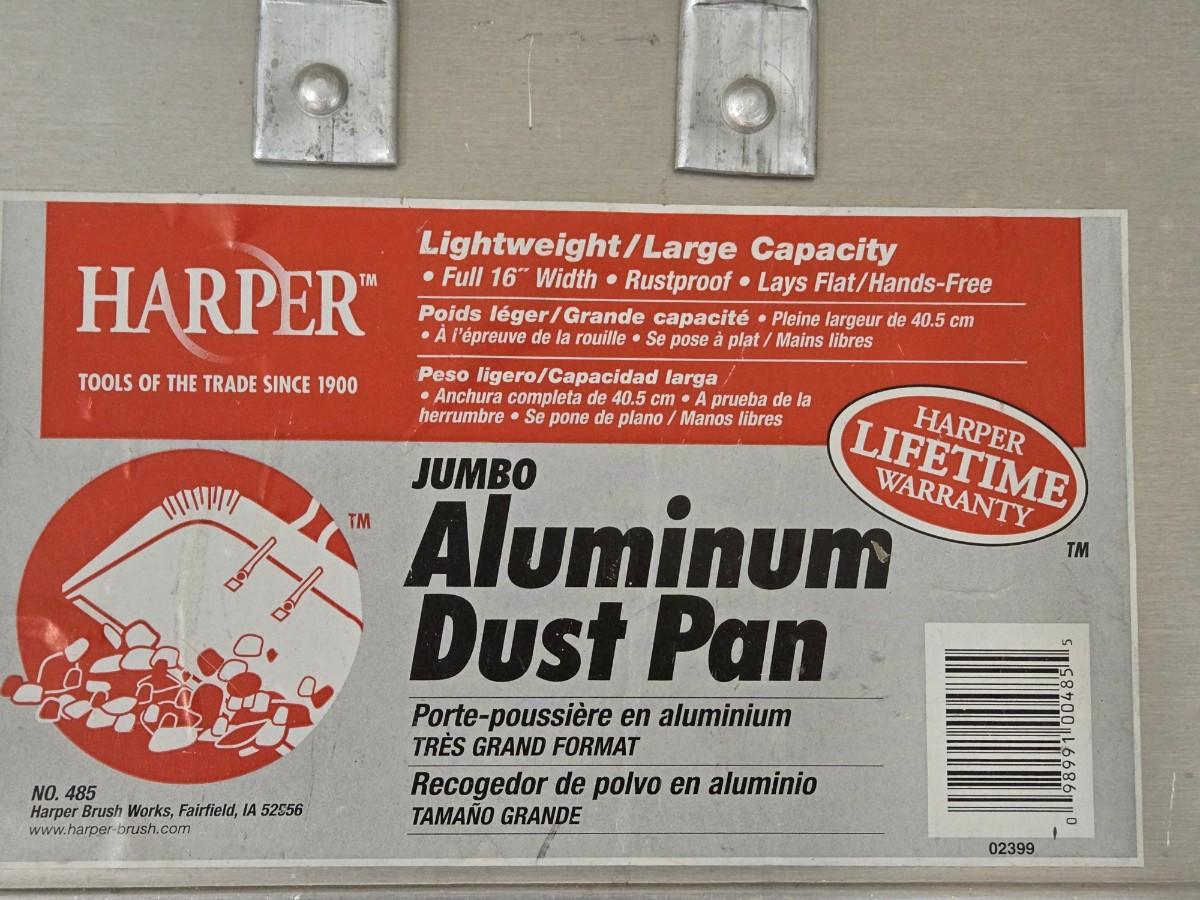 HARPER™
TOOLS OF THE TRADE SINCE 1900
Lightweight/Large Capacity
• Full 16˝ Width • Rustproof • Lays Flat/Hands-Free
Poids léger/Grande capacité • Pleine largeur de 40.5 cm
• À l'épreuve de la rouille • Se pose à plat / Mains libres
Peso ligero/Capacidad larga
• Anchura completa de 40.5 cm • A prueba de la
herrumbre • Se pone de plano / Manos libres
HARPER
LIFETIME
WARRANTY
TM
TM
JUMBO
Aluminum
Dust Pan
Porte-poussière en aluminium
TRÈS GRAND FORMAT
Recogedor de polvo en aluminio
TAMAÑO GRANDE
NO. 485
Harper Brush Works, Fairfield, IA 52556
www.harper-brush.com
0 98991 00485 5
02399